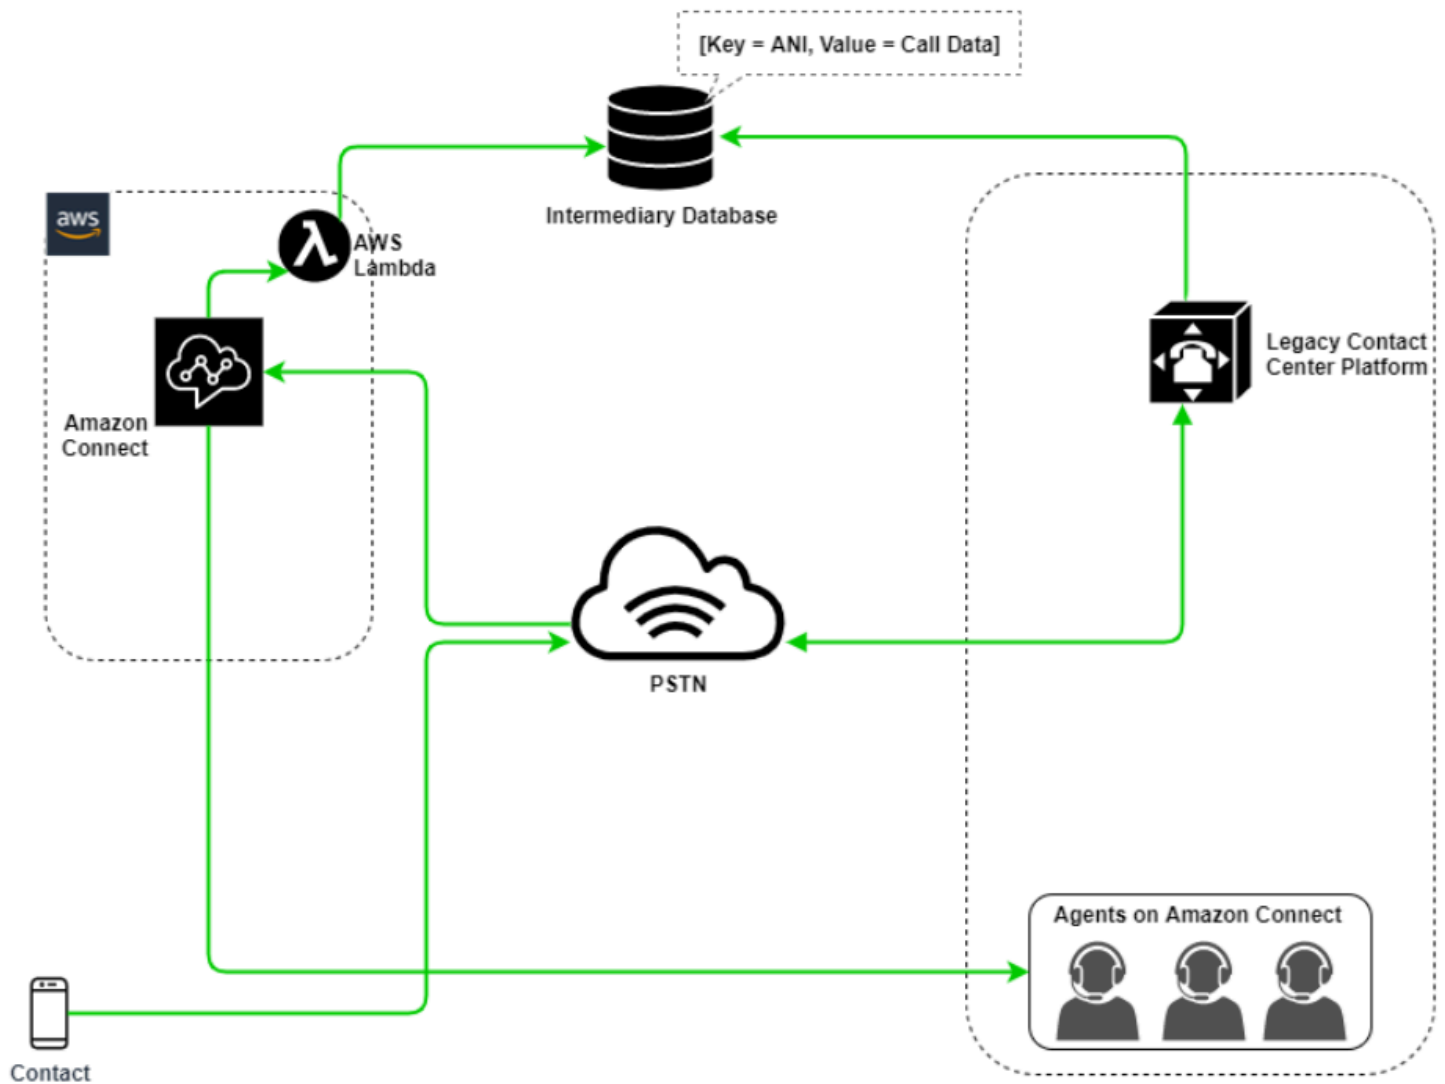 [Key = ANI, Value = Call Data]
Intermediary Database
aws
AWS
Lambda
Legacy Contact
Center Platform
Amazon
Connect
PSTN
Agents on Amazon Connect
Contact